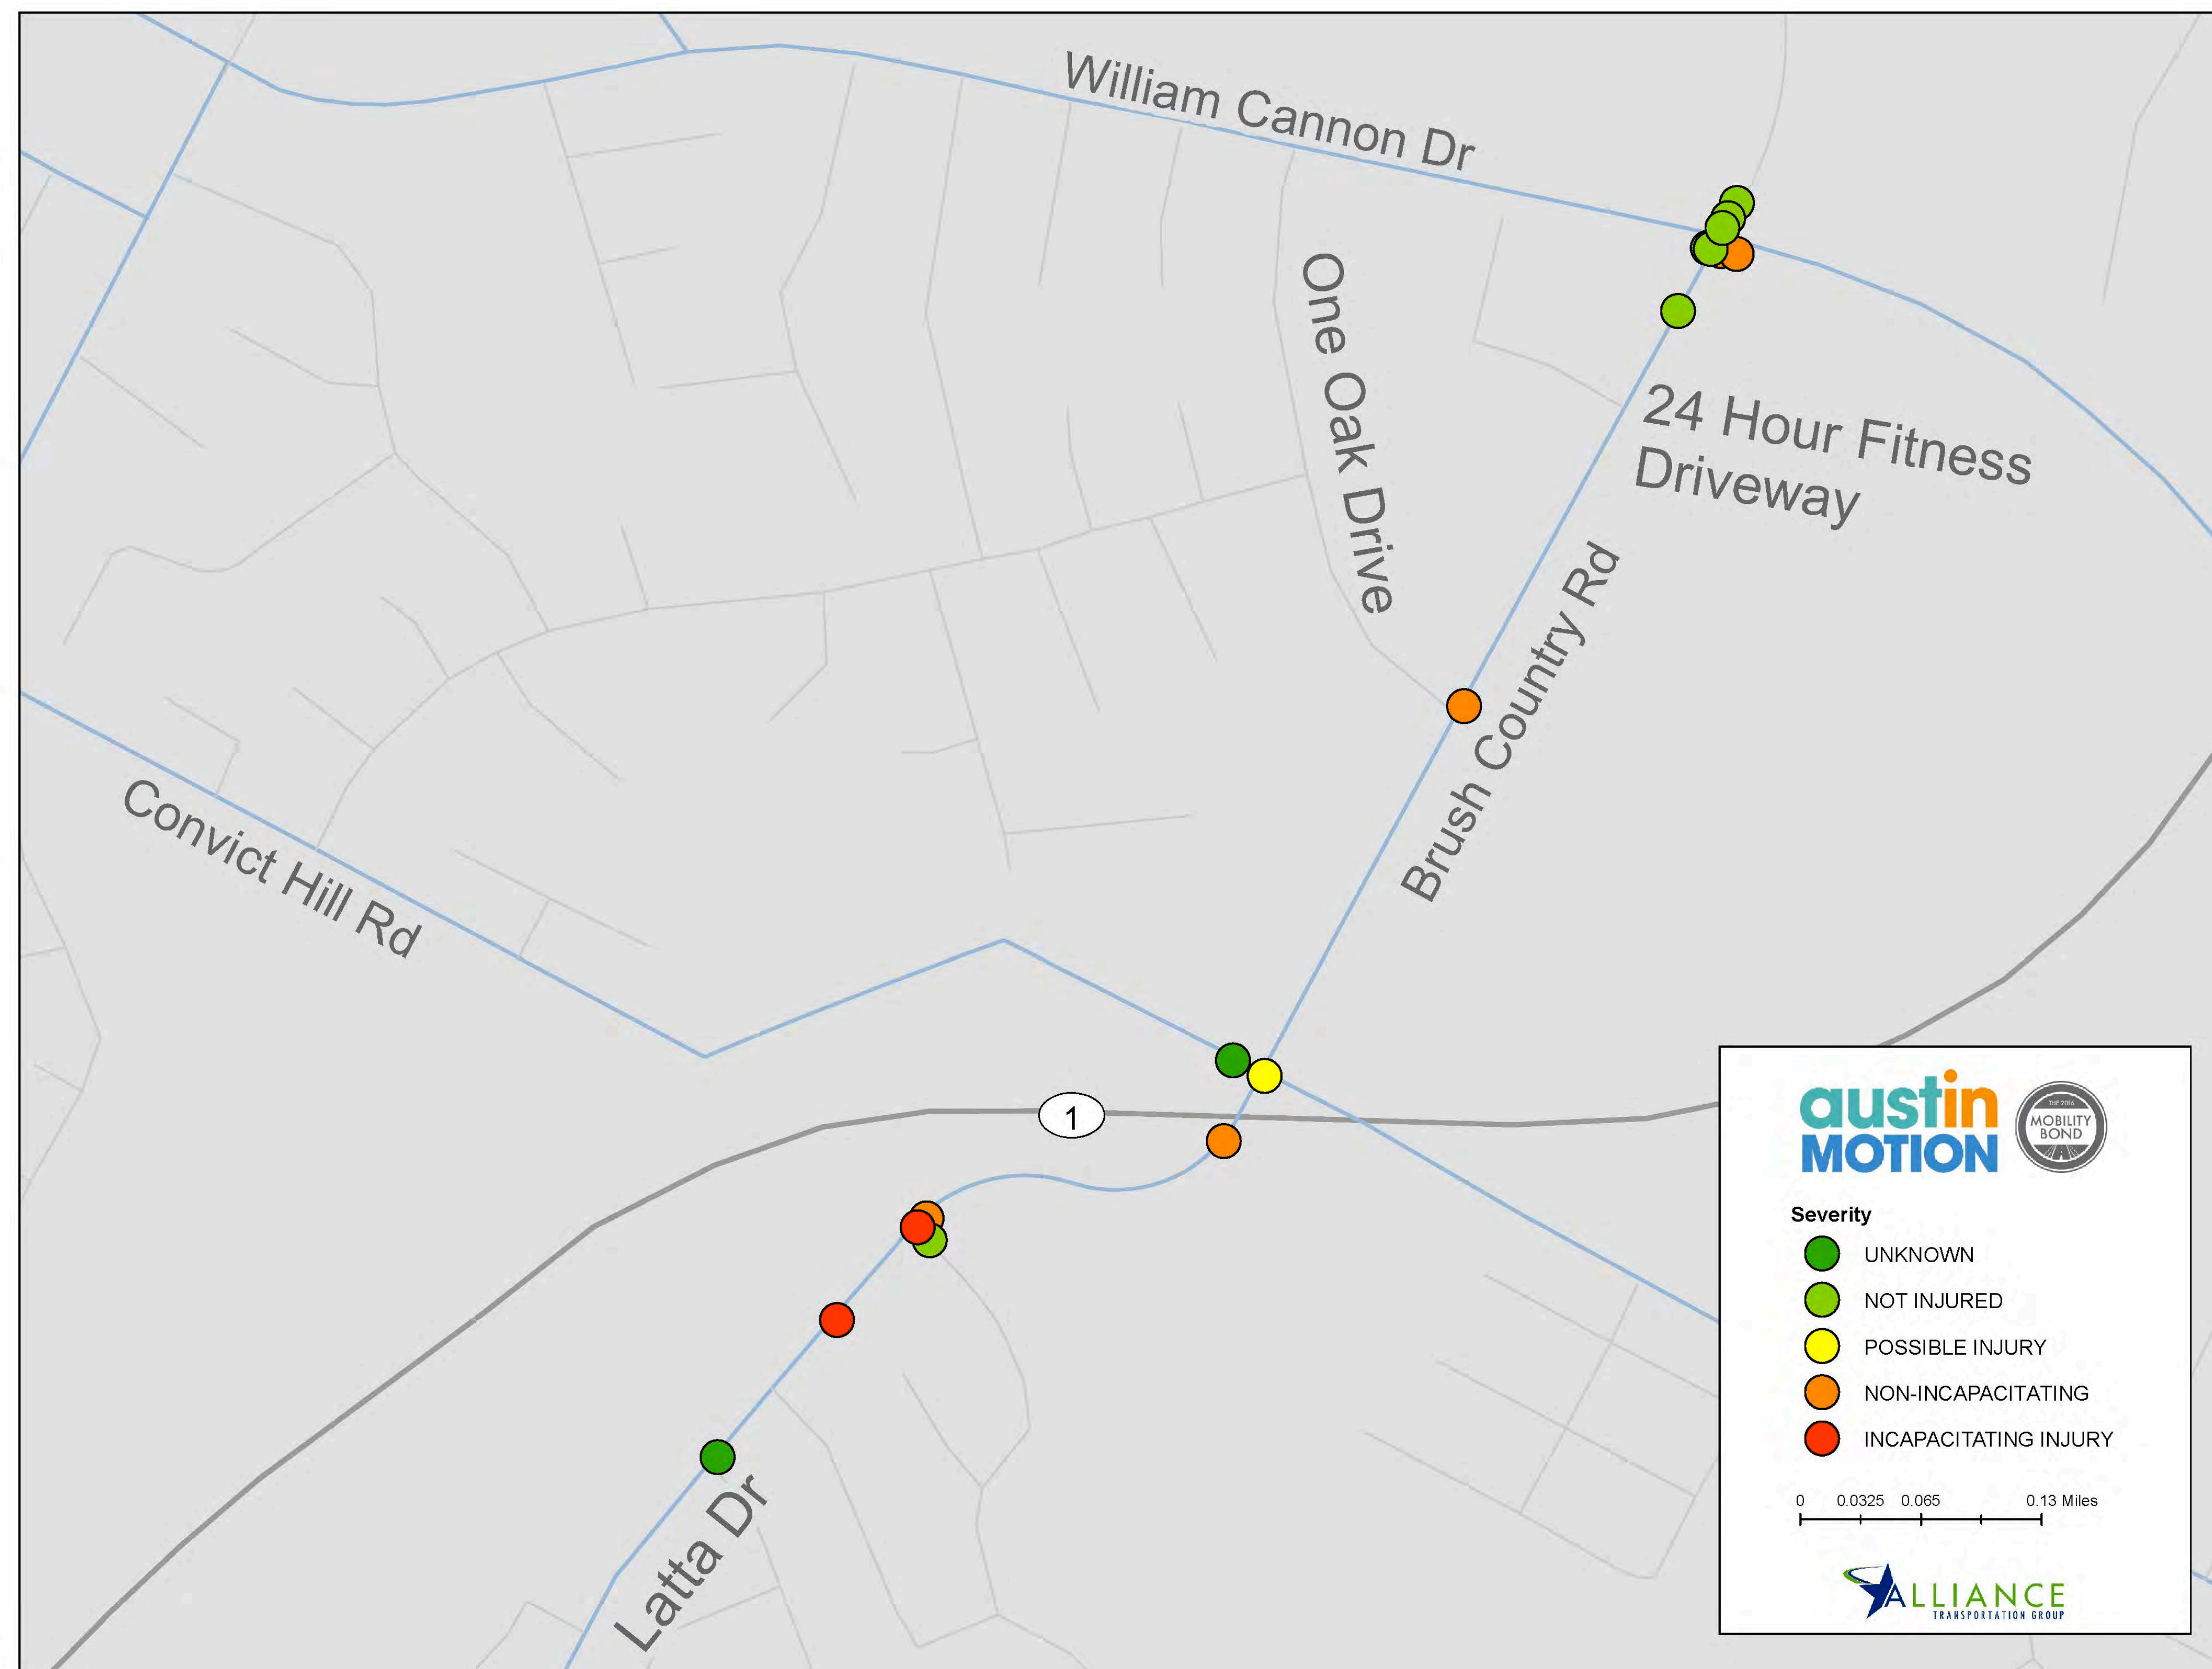 William Cannon Dr
One Oak Drive
24 Hour Fitness
Driveway
Brush Country Rd
Convict Hill Rd
1
Latta Dr
austin
MOTION
THE 2016
MOBILITY
BOND
Severity
UNKNOWN
NOT INJURED
POSSIBLE INJURY
NON-INCAPACITATING
INCAPACITATING INJURY
0 0.0325 0.065 0.13 Miles
ALLIANCE
TRANSPORTATION GROUP